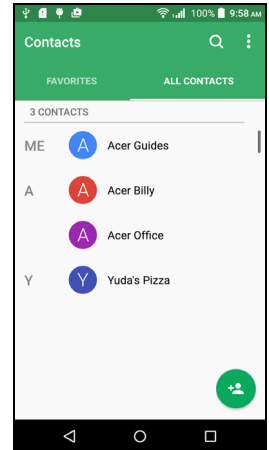 100% 9:58 AM
Contacts
FAVORITES ALL CONTACTS
3 CONTACTS
ME A Acer Guides
A A Acer Billy
A Acer Office
Y Y Yuda's Pizza